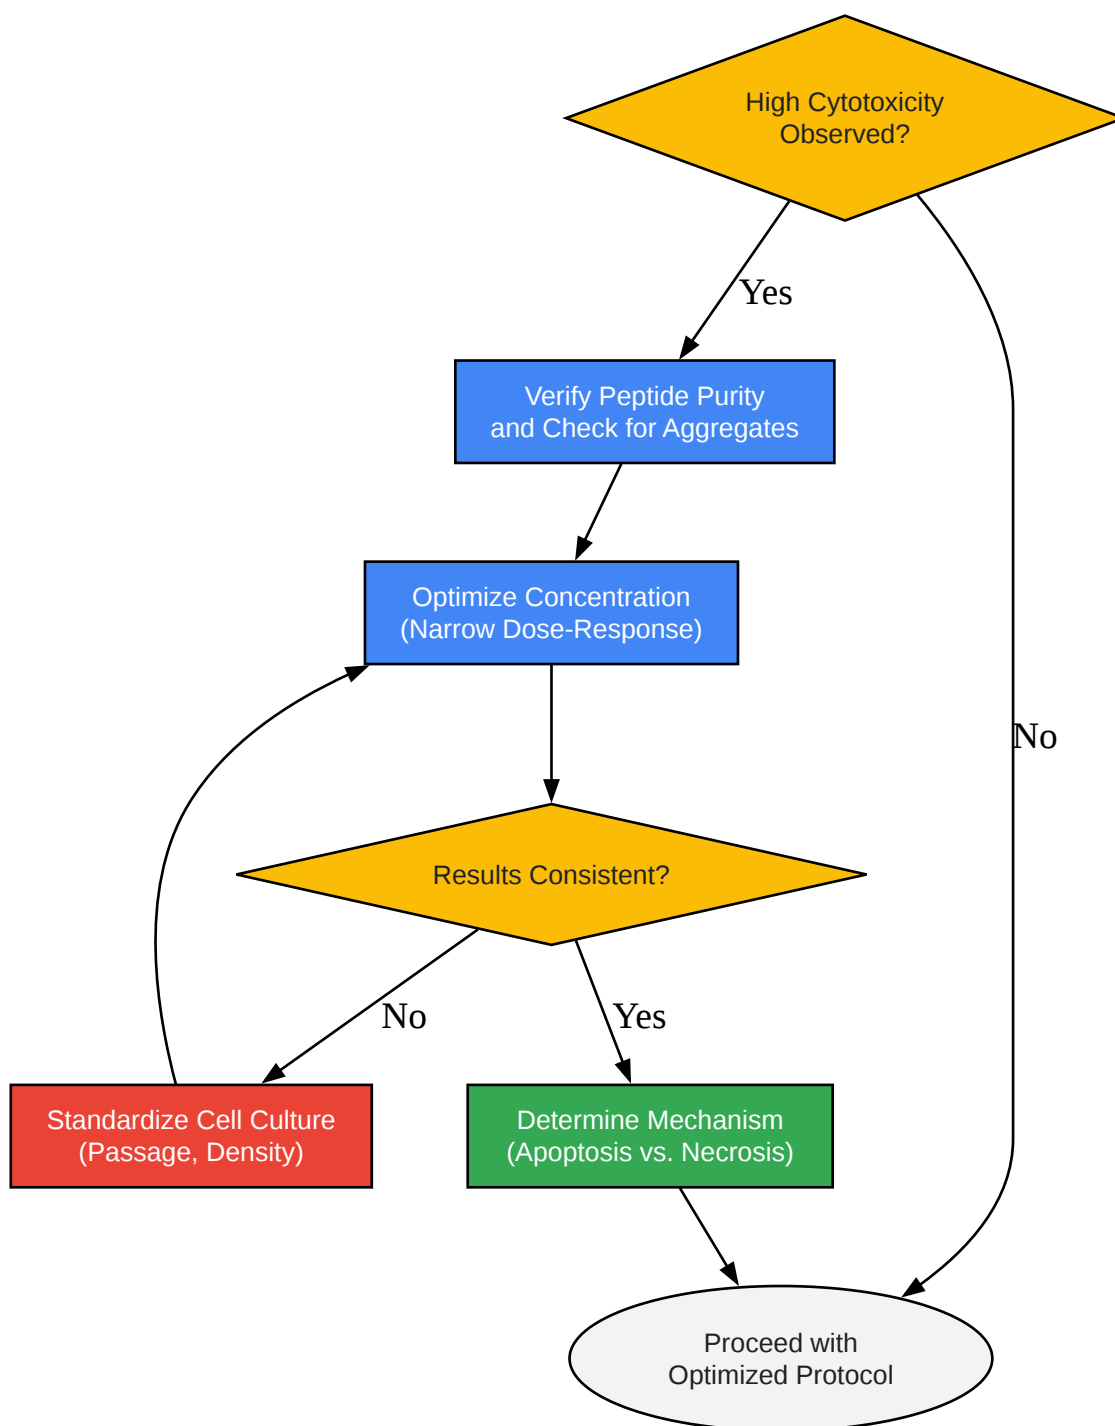 High Cytotoxicity
Observed?
Yes
Verify Peptide Purity
and Check for Aggregates
Optimize Concentration
(Narrow Dose-Response)
No
Results Consistent?
No
Yes
Standardize Cell Culture
(Passage, Density)
Determine Mechanism
(Apoptosis vs. Necrosis)
Proceed with
Optimized Protocol